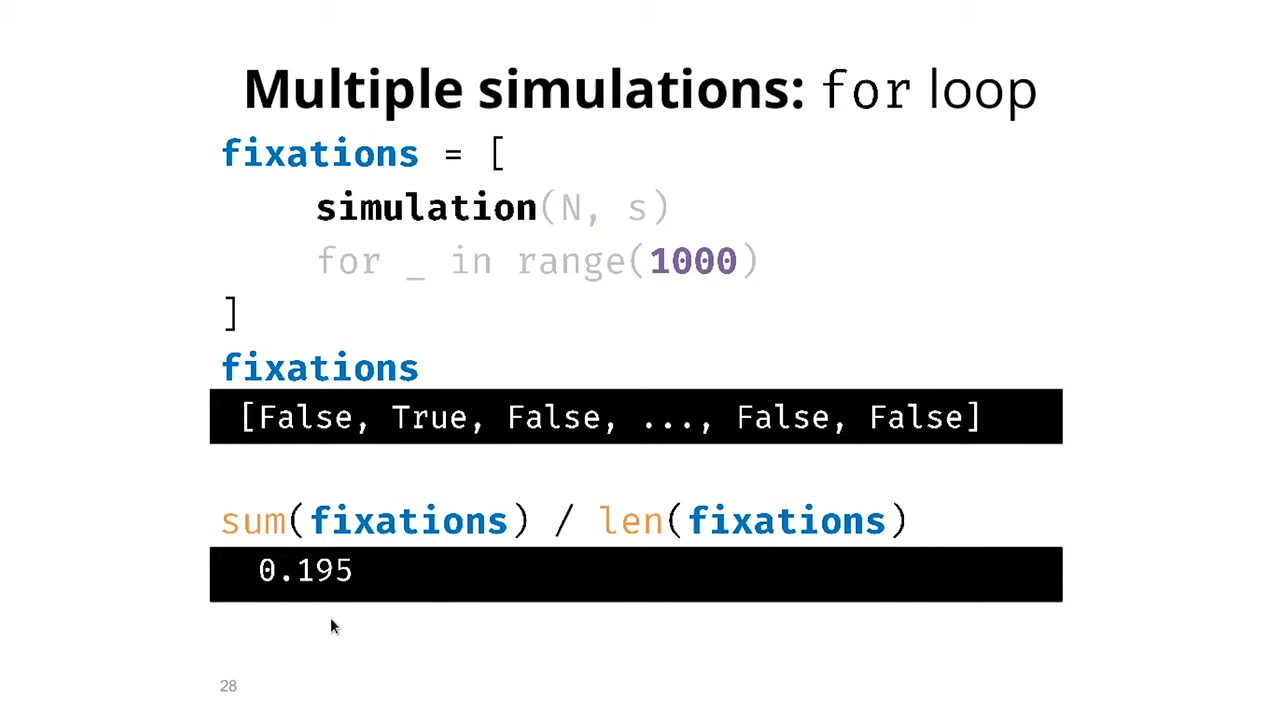 Multiple simulations: for loop
fixations = [
simulation(N, s)
for _ in range(1000)
]
fixations
[False, True, False, ..., False, False]
sum(fixations) / len(fixations)
0.195
28